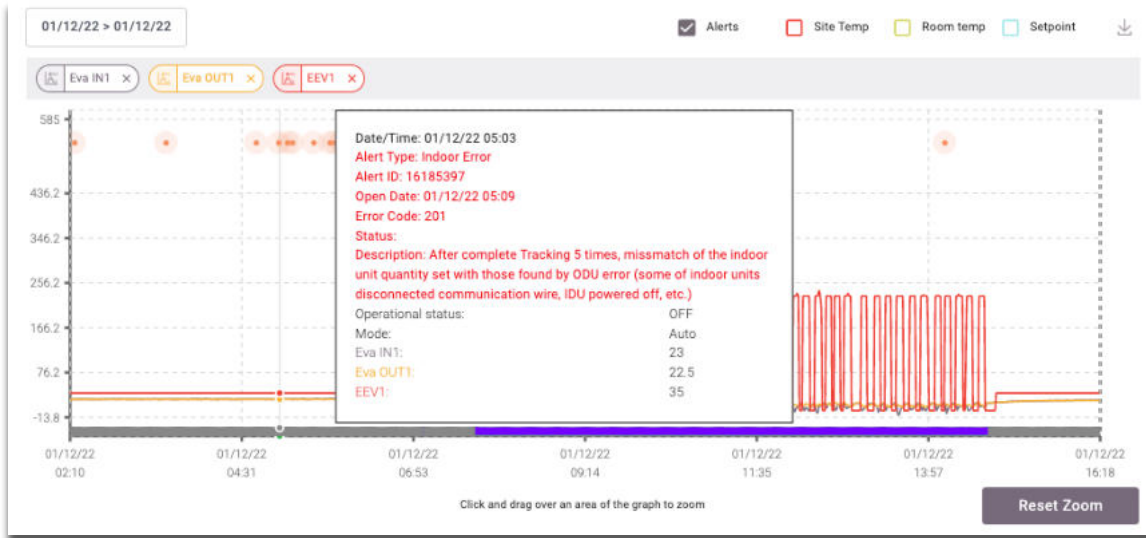 01/12/22 > 01/12/22
Alerts Site Temp Room temp Setpoint
Eva IN1 × Eva OUT1 × EEV1 ×
585
436.2
346.2
256.2
166.2
76.2
-13.8
Date/Time: 01/12/22 05:03
Alert Type: Indoor Error
Alert ID: 16185397
Open Date: 01/12/22 05:09
Error Code: 201
Status:
Description: After complete Tracking 5 times, missmatch of the indoor
unit quantity set with those found by ODU error (some of indoor units
disconnected communication wire, IDU powered off, etc.)
Operational status: OFF
Mode: Auto
Eva IN1: 23
Eva OUT1: 22.5
EEV1: 35
01/12/22 01/12/22 01/12/22 01/12/22 01/12/22 01/12/22 01/12/22
02:10 04:31 06:53 09:14 11:35 13:57 16:18
Click and drag over an area of the graph to zoom
Reset Zoom